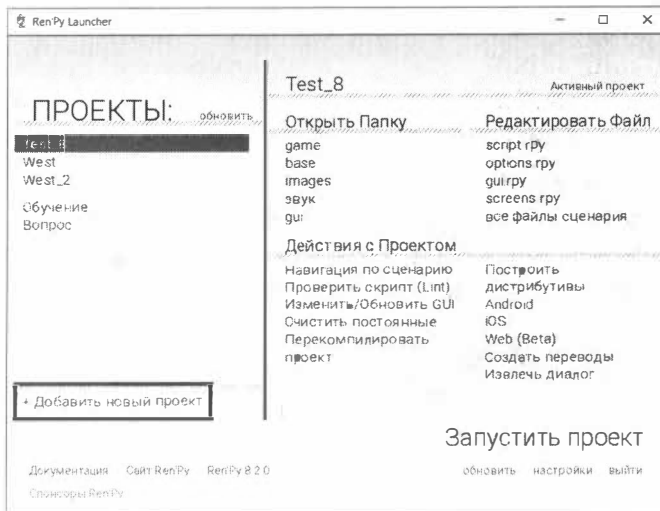 Ren'Py Launcher
ПРОЕКТЫ:
обновить
Test_8
West
West_2
Обучение
Вопрос
+ Добавить новый проект
Test_8
Активный проект
Открыть Папку
game
base
images
звук
gui
Редактировать Файл
script rpy
options rpy
gui rpy
screens rpy
все файлы сценария
Действия с Проектом
Навигация по сценарию
Проверить скрипт (Lint)
Изменить/Обновить GUI
Очистить постоянные
Перекомпилировать
проект
Построить
дистрибутивы
Android
iOS
Web (Beta)
Создать переводы
Извлечь диалог
Запустить проект
Документация Сайт Ren'Py Ren'Py 8 2 0
Спонсоры Ren'Py
обновить настройки выйти